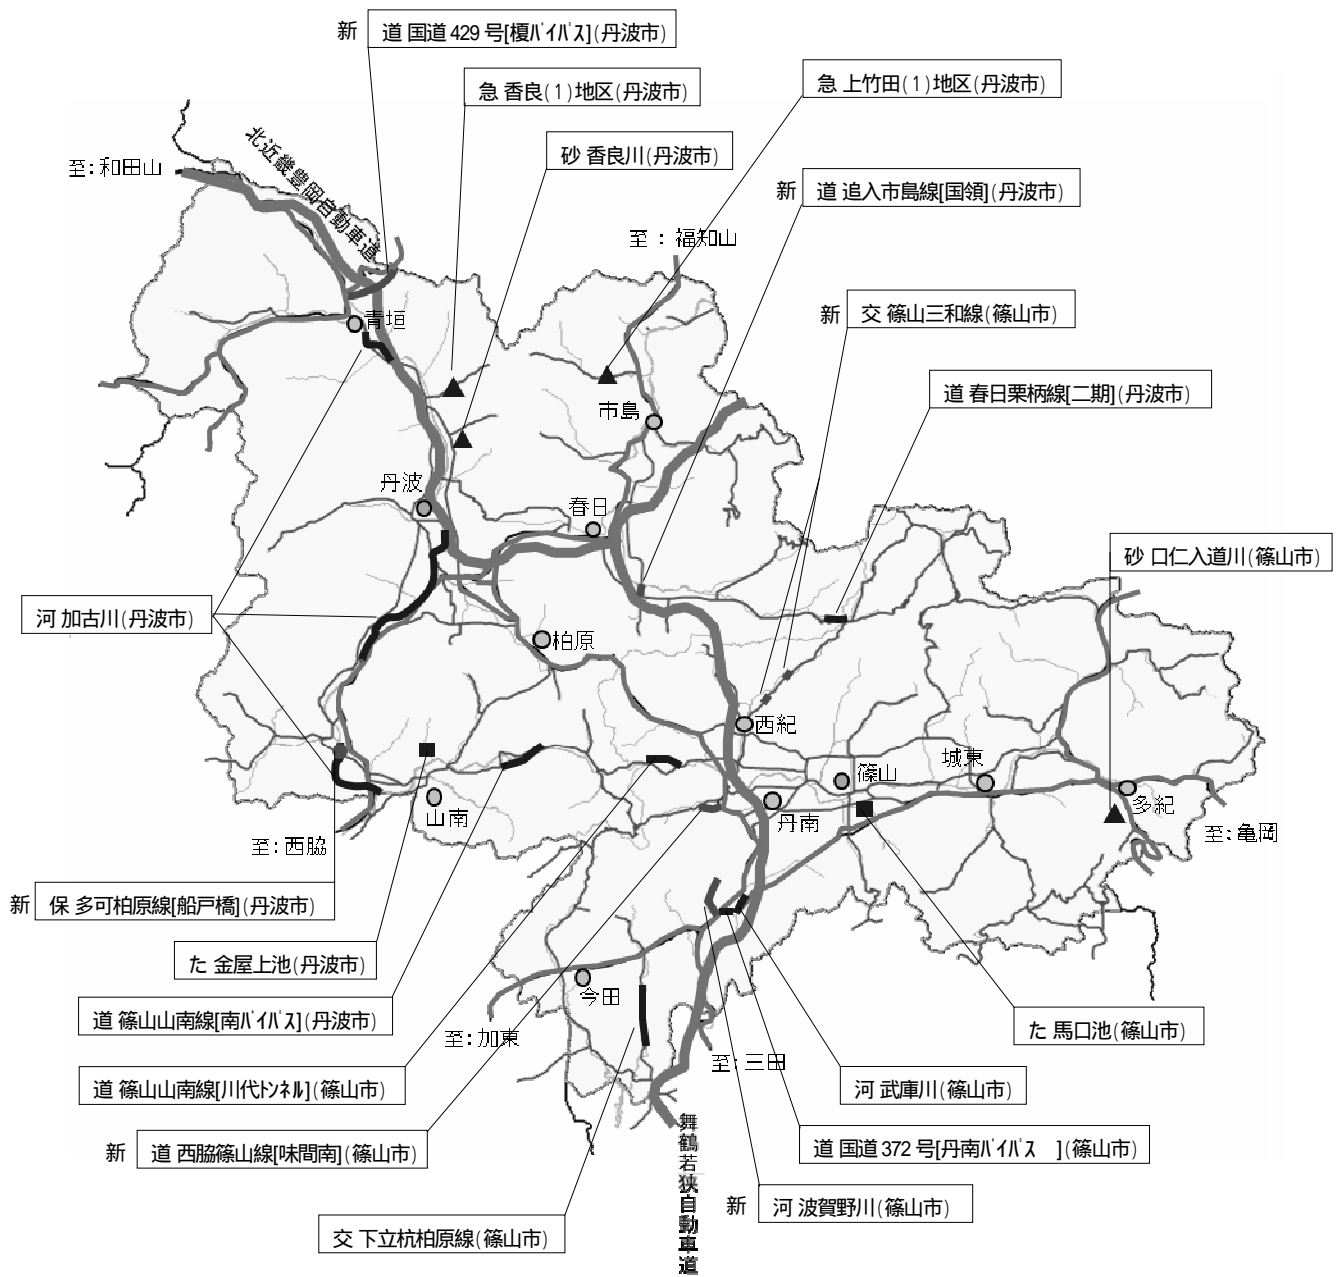 新 道 国道429号[榎バイパス](丹波市)
急 香良(1)地区(丹波市)
急 上竹田(1)地区(丹波市)
砂 香良川(丹波市)
北近畿豊岡自動車道
至:和田山
新 道 追入市島線[国領](丹波市)
至:福知山
新 交 篠山三和線(篠山市)
青垣
道 春日栗柄線[二期](丹波市)
市島
丹波
春日
砂 口仁入道川(篠山市)
河 加古川(丹波市)
柏原
西紀
城東
篠山
山南
丹南
多紀
至:西脇
至:亀岡
新 保 多可柏原線[船戸橋](丹波市)
た 金屋上池(丹波市)
今田
道 篠山山南線[南バイパス](丹波市)
至:加東
た 馬口池(篠山市)
至:三田
道 篠山山南線[川代トンネル](篠山市)
河 武庫川(篠山市)
新 道 西脇篠山線[味間南](篠山市)
道 国道372号[丹南バイパス ](篠山市)
舞鶴若狭自動車道
新 河 波賀野川(篠山市)
交 下立杭柏原線(篠山市)